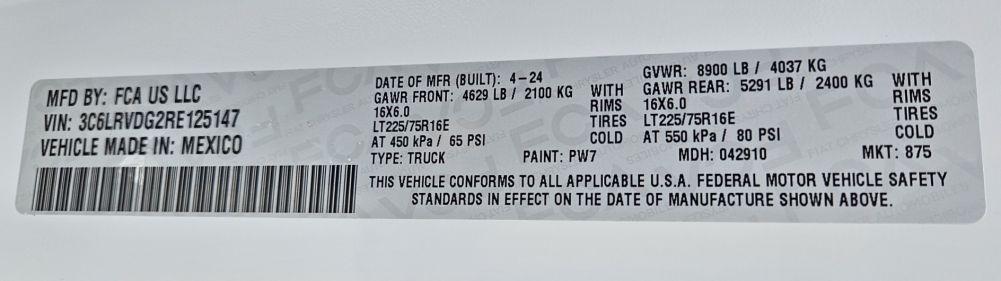 MFD BY: FCA US LLC
VIN: 3C6LRVDG2RE125147
VEHICLE MADE IN: MEXICO
DATE OF MFR (BUILT): 4-24 GVWR: 8900 LB / 4037 KG
GAWR FRONT: 4629 LB / 2100 KG WITH GAWR REAR: 5291 LB / 2400 KG WITH
16X6.0 RIMS 16X6.0 RIMS
LT225/75R16E TIRES LT225/75R16E TIRES
AT 450 kPa / 65 PSI COLD AT 550 kPa / 80 PSI COLD
TYPE: TRUCK PAINT: PW7 MDH: 042910 MKT: 875
THIS VEHICLE CONFORMS TO ALL APPLICABLE U.S.A. FEDERAL MOTOR VEHICLE SAFETY
STANDARDS IN EFFECT ON THE DATE OF MANUFACTURE SHOWN ABOVE.